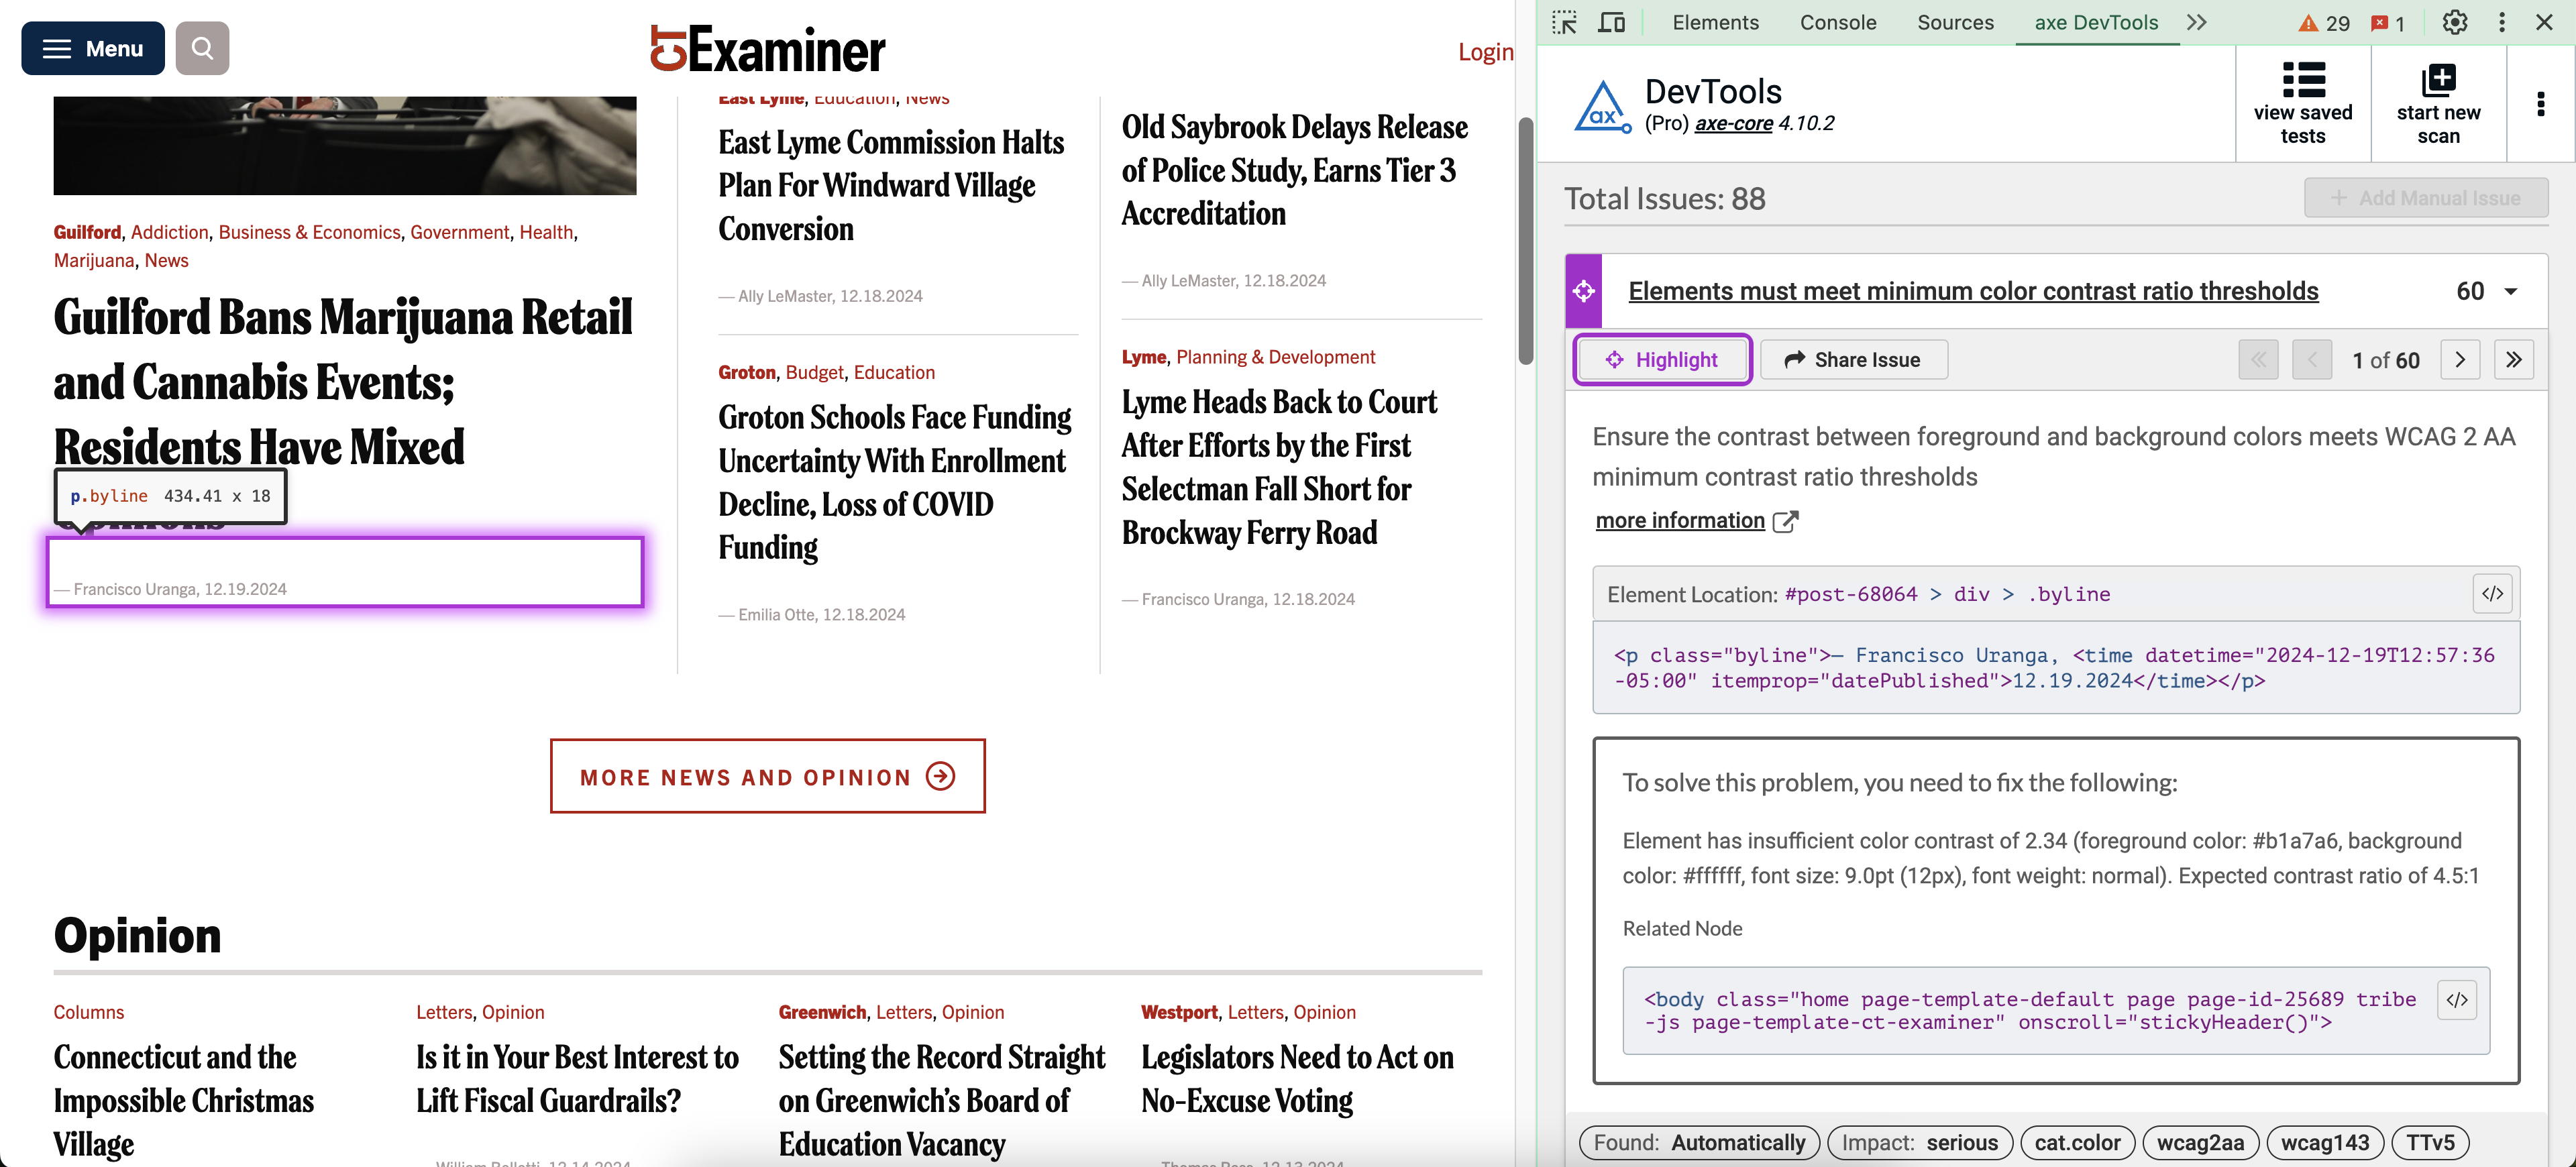 Menu
CT Examiner
Login
Guilford, Addiction, Business & Economics, Government, Health,
Marijuana, News
Guilford Bans Marijuana Retail
and Cannabis Events;
Residents Have Mixed
Opinions
p.byline 434.41 x 18
— Francisco Uranga, 12.19.2024
East Lyme, Education, News
East Lyme Commission Halts
Plan For Windward Village
Conversion
— Ally LeMaster, 12.18.2024
Groton, Budget, Education
Groton Schools Face Funding
Uncertainty With Enrollment
Decline, Loss of COVID
Funding
— Emilia Otte, 12.18.2024
Old Saybrook Delays Release
of Police Study, Earns Tier 3
Accreditation
— Ally LeMaster, 12.18.2024
Lyme, Planning & Development
Lyme Heads Back to Court
After Efforts by the First
Selectman Fall Short for
Brockway Ferry Road
— Francisco Uranga, 12.18.2024
MORE NEWS AND OPINION
Opinion
Columns
Connecticut and the
Impossible Christmas
Village
Letters, Opinion
Is it in Your Best Interest to
Lift Fiscal Guardrails?
Greenwich, Letters, Opinion
Setting the Record Straight
on Greenwich's Board of
Education Vacancy
Westport, Letters, Opinion
Legislators Need to Act on
No-Excuse Voting
Elements Console Sources axe DevTools 29 1
ax
DevTools
(Pro) axe-core 4.10.2
view saved
tests
start new
scan
Total Issues: 88
+ Add Manual Issue
Elements must meet minimum color contrast ratio thresholds 60
Highlight Share Issue 1 of 60
Ensure the contrast between foreground and background colors meets WCAG 2 AA
minimum contrast ratio thresholds
more information
Element Location: #post-68064 > div > .byline </>
<p class="byline">— Francisco Uranga, <time datetime="2024-12-19T12:57:36
-05:00" itemprop="datePublished">12.19.2024</time></p>
To solve this problem, you need to fix the following:
Element has insufficient color contrast of 2.34 (foreground color: #b1a7a6, background
color: #ffffff, font size: 9.0pt (12px), font weight: normal). Expected contrast ratio of 4.5:1
Related Node
<body class="home page-template-default page page-id-25689 tribe
-js page-template-ct-examiner" onscroll="stickyHeader()">
</>
Found: Automatically Impact: serious cat.color wcag2aa wcag143 TTv5